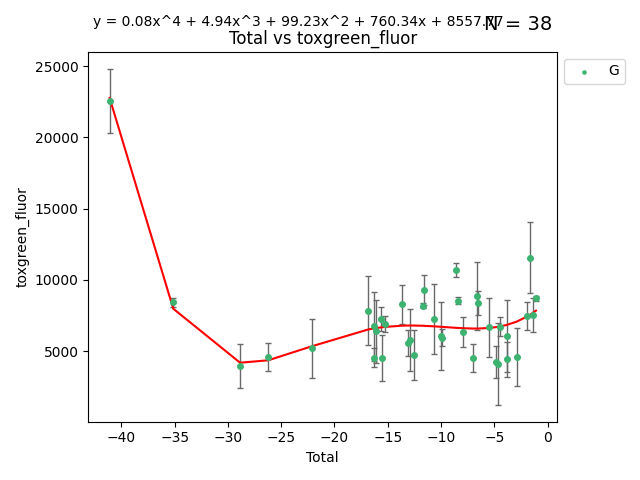 y = 0.08x^4 + 4.94x^3 + 99.23x^2 + 760.34x + 8557.77
N = 38
Total vs toxgreen_fluor
G
25000
20000
15000
10000
5000
toxgreen_fluor
−40 −35 −30 −25 −20 −15 −10 −5 0
Total